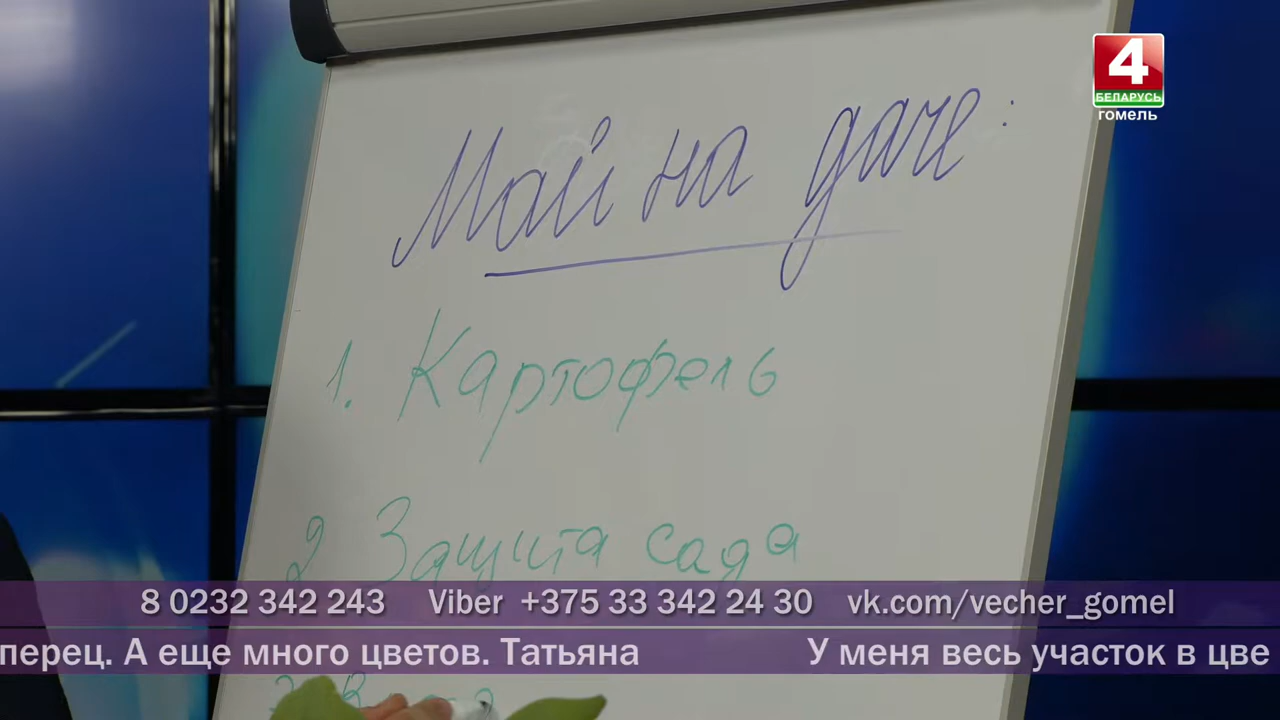 4
БЕЛАРУСЬ
гомель
Май на даче:
1. Картофель
2 Защита сада
8 0232 342 243 Viber +375 33 342 24 30 vk.com/vecher_gomel
перец. А еще много цветов. Татьяна У меня весь участок в цве
3